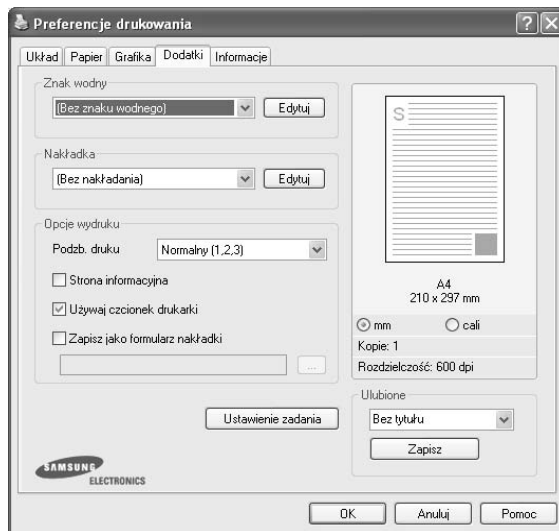 Preferencje drukowania
Układ Papier Grafika Dodatki Informacje
Znak wodny
(Bez znaku wodnego) Edytuj
Nakładka
(Bez nakładania) Edytuj
Opcje wydruku
Podzb. druku Normalny (1,2,3)
Strona informacyjna
Używaj czcionek drukarki
Zapisz jako formularz nakładki
...
Ustawienie zadania
SAMSUNG
ELECTRONICS
S
A4
210 x 297 mm
mm cali
Kopie: 1
Rozdzielczość: 600 dpi
Ulubione
Bez tytułu
Zapisz
OK Anuluj Pomoc